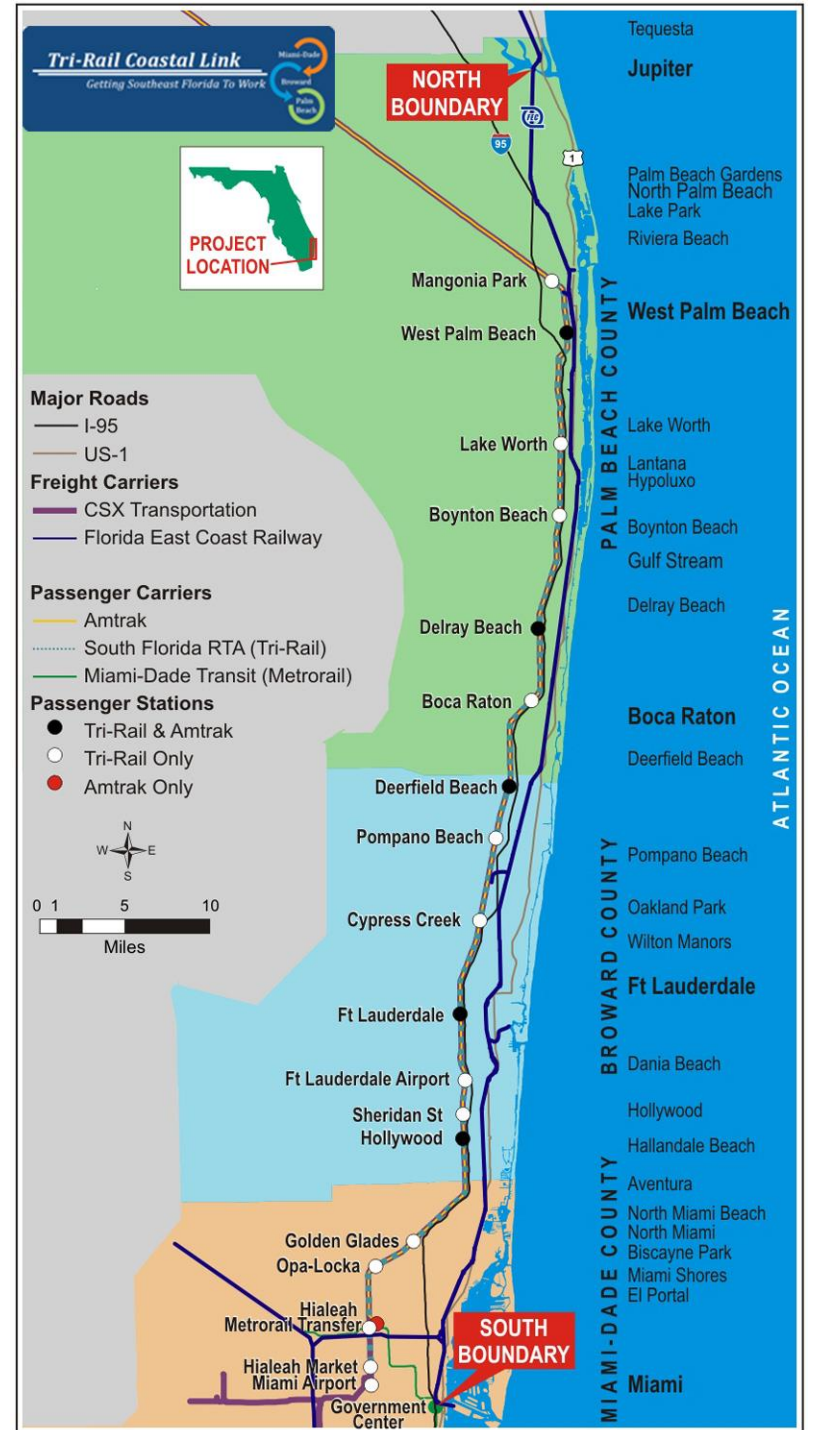 Tri-Rail Coastal Link
Getting Southeast Florida To Work
Miami-Dade
Broward
Palm
Beach
NORTH
BOUNDARY
fec
95
1
PROJECT
LOCATION
Tequesta
Jupiter
Palm Beach Gardens
North Palm Beach
Lake Park
Riviera Beach
West Palm Beach
Lake Worth
Lantana
Hypoluxo
Boynton Beach
Gulf Stream
Delray Beach
Boca Raton
Deerfield Beach
Pompano Beach
Oakland Park
Wilton Manors
Ft Lauderdale
Dania Beach
Hollywood
Hallandale Beach
Aventura
North Miami Beach
North Miami
Biscayne Park
Miami Shores
El Portal
Miami
PALM BEACH COUNTY
BROWARD COUNTY
MIAMI-DADE COUNTY
ATLANTIC OCEAN
Mangonia Park
West Palm Beach
Lake Worth
Boynton Beach
Delray Beach
Boca Raton
Deerfield Beach
Pompano Beach
Cypress Creek
Ft Lauderdale
Ft Lauderdale Airport
Sheridan St
Hollywood
Golden Glades
Opa-Locka
Hialeah
Metrorail Transfer
Hialeah Market
Miami Airport
Government
Center
SOUTH
BOUNDARY
Major Roads
I-95
US-1
Freight Carriers
CSX Transportation
Florida East Coast Railway
Passenger Carriers
Amtrak
South Florida RTA (Tri-Rail)
Miami-Dade Transit (Metrorail)
Passenger Stations
Tri-Rail & Amtrak
Tri-Rail Only
Amtrak Only
N
W E
S
0 1 5 10
Miles